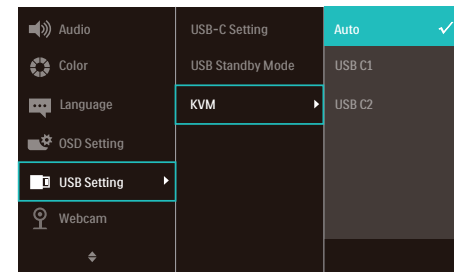 Audio
Color
Language
OSD Setting
USB Setting
Webcam
USB-C Setting
USB Standby Mode
KVM
Auto
USB C1
USB C2